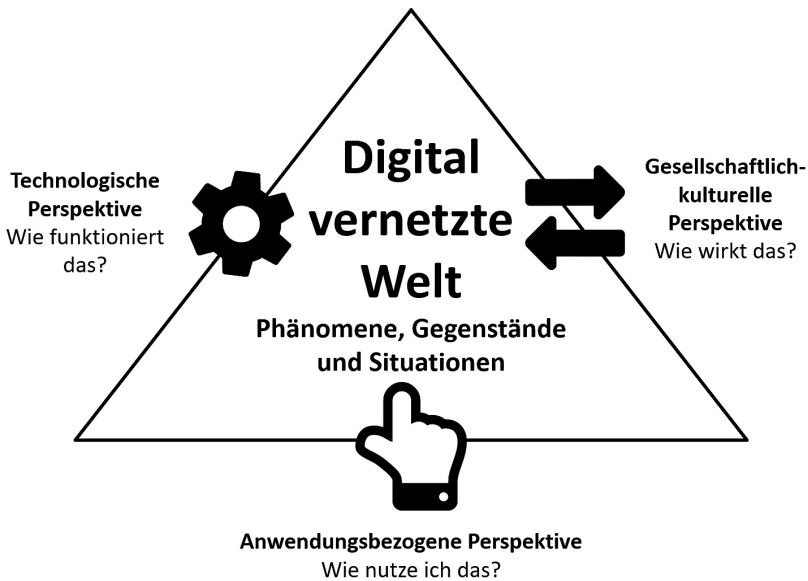 Digital
vernetzte
Welt
Phänomene, Gegenstände
und Situationen
Technologische
Perspektive
Wie funktioniert
das?
Gesellschaftlich-
kulturelle
Perspektive
Wie wirkt das?
Anwendungsbezogene Perspektive
Wie nutze ich das?